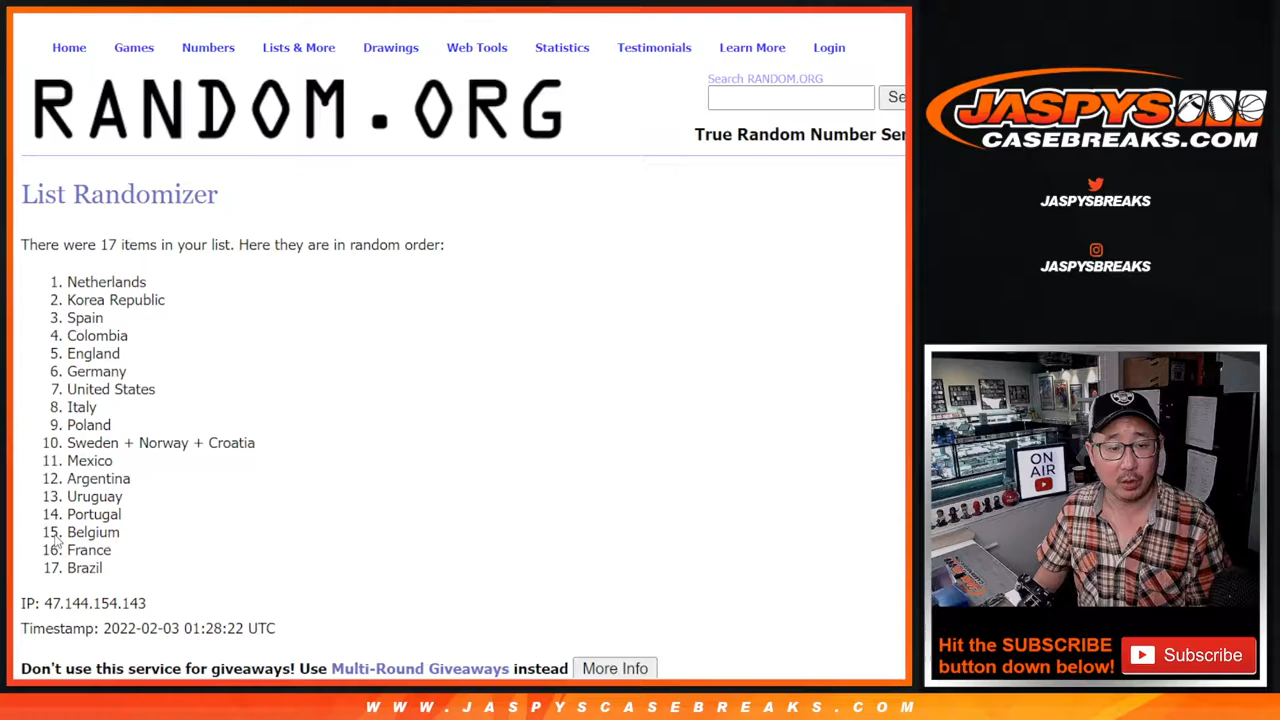 Home Games Numbers Lists & More Drawings Web Tools Statistics Testimonials Learn More Login
RANDOM.ORG
Search RANDOM.ORG
Se
True Random Number Ser
List Randomizer
There were 17 items in your list. Here they are in random order:
1. Netherlands
2. Korea Republic
3. Spain
4. Colombia
5. England
6. Germany
7. United States
8. Italy
9. Poland
10. Sweden + Norway + Croatia
11. Mexico
12. Argentina
13. Uruguay
14. Portugal
15. Belgium
16. France
17. Brazil
IP: 47.144.154.143
Timestamp: 2022-02-03 01:28:22 UTC
Don't use this service for giveaways! Use Multi-Round Giveaways instead More Info
JASPYS
CASEBREAKS.COM
JASPYSBREAKS
JASPYSBREAKS
ON
AIR
Hit the SUBSCRIBE
button down below!
Subscribe
WWW.JASPYSCASEBREAKS.COM